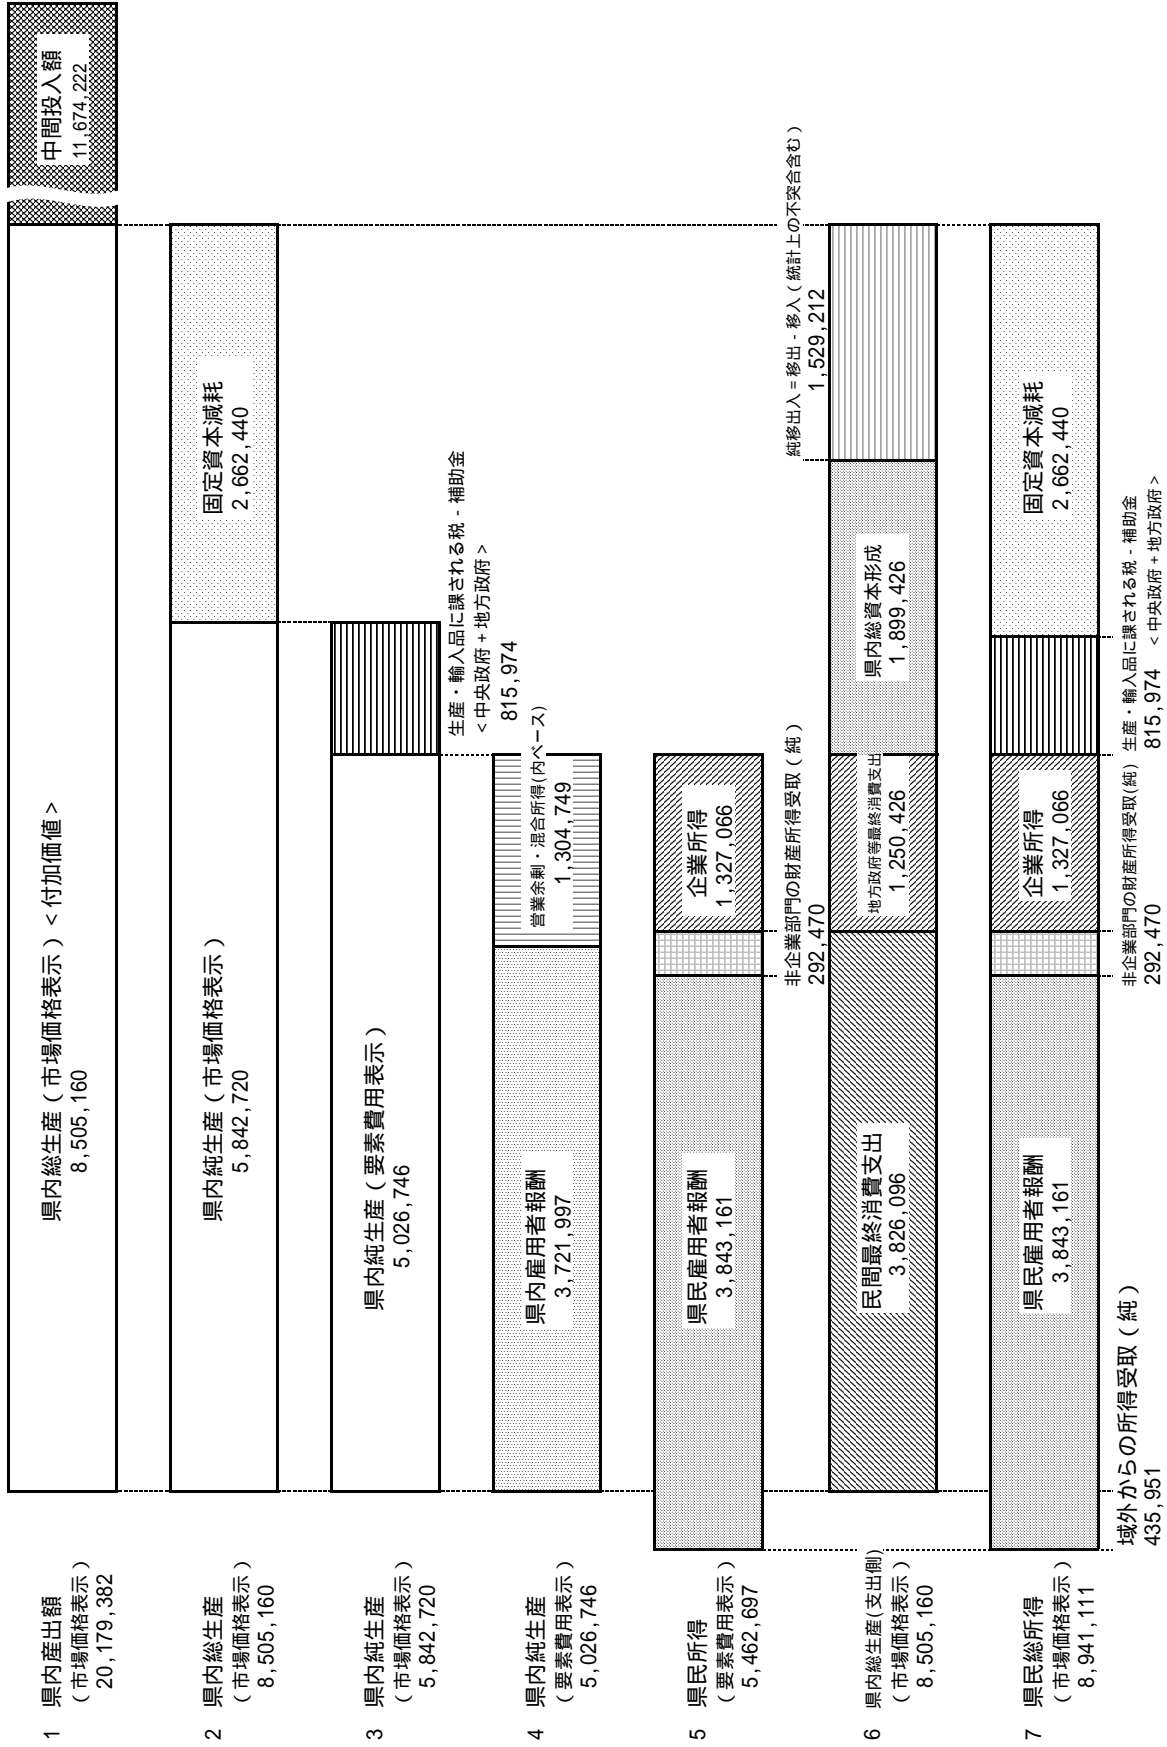 1 県内産出額
（市場価格表示）
20,179,382
県内総生産（市場価格表示）＜付加価値＞
8,505,160
中間投入額
11,674,222
2 県内総生産
（市場価格表示）
8,505,160
県内純生産（市場価格表示）
5,842,720
固定資本減耗
2,662,440
3 県内純生産
（市場価格表示）
5,842,720
県内純生産（要素費用表示）
5,026,746
生産・輸入品に課される税 - 補助金
＜中央政府＋地方政府＞
815,974
4 県内純生産
（要素費用表示）
5,026,746
県内雇用者報酬
3,721,997
営業余剰・混合所得(内ベース)
1,304,749
5 県民所得
（要素費用表示）
5,462,697
県民雇用者報酬
3,843,161
企業所得
1,327,066
非企業部門の財産所得受取（純）
292,470
6 県内総生産(支出側)
（市場価格表示）
8,505,160
民間最終消費支出
3,826,096
地方政府等最終消費支出
1,250,426
県内総資本形成
1,899,426
純移出入＝移出 - 移入（統計上の不突合含む）
1,529,212
7 県民総所得
（市場価格表示）
8,941,111
県民雇用者報酬
3,843,161
企業所得
1,327,066
固定資本減耗
2,662,440
域外からの所得受取（純）
435,951
非企業部門の財産所得受取(純)
292,470
生産・輸入品に課される税 - 補助金
815,974 ＜中央政府＋地方政府＞